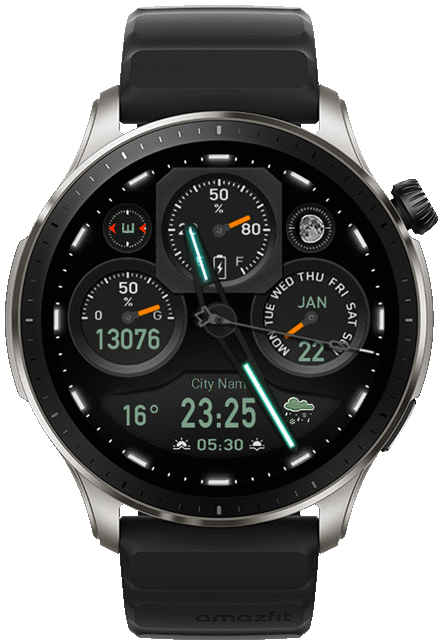 50
%
80
F
E
50
%
0 G
13076
MON TUE WED THU FRI SAT SU
JAN
22
City Nam
16° 23:25
05:30
amazfit